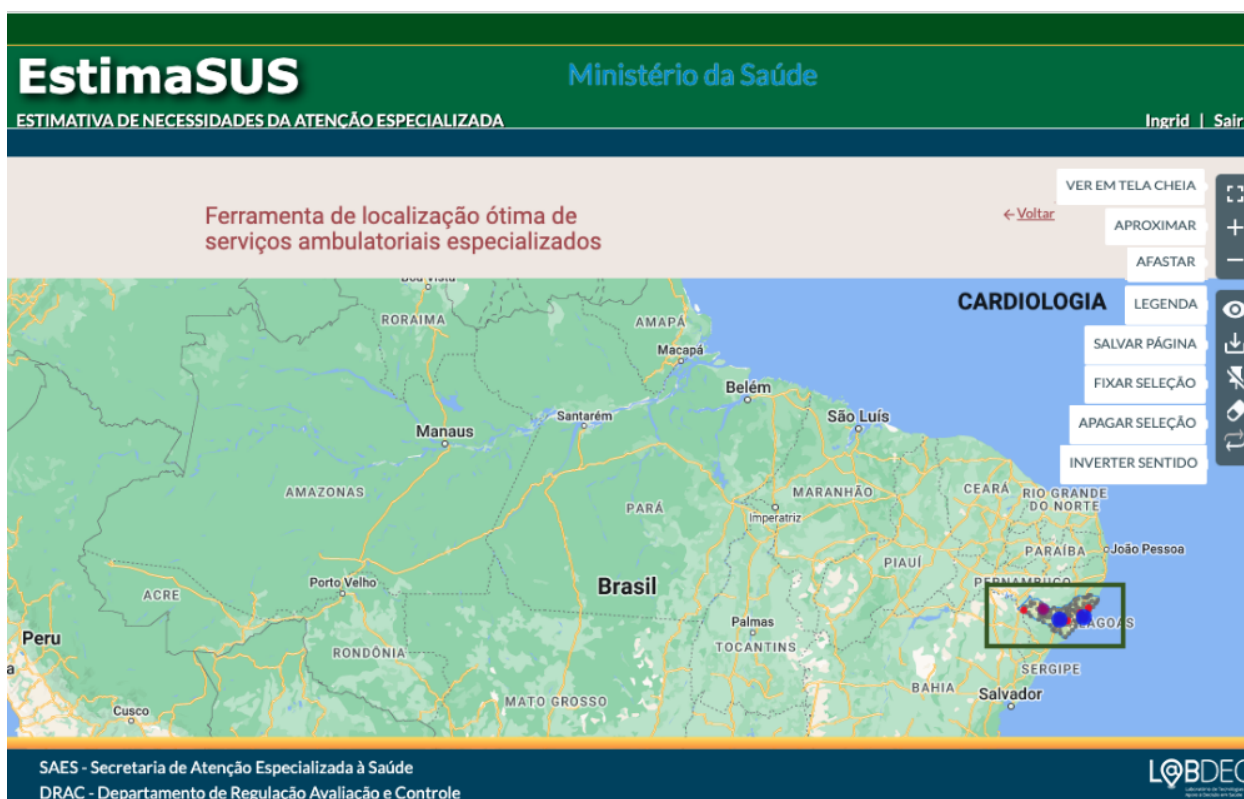 EstimaSUS
Ministério da Saúde
ESTIMATIVA DE NECESSIDADES DA ATENÇÃO ESPECIALIZADA
Ingrid | Sair
Ferramenta de localização ótima de
serviços ambulatoriais especializados
←Voltar
VER EM TELA CHEIA
APROXIMAR
AFASTAR
CARDIOLOGIA
LEGENDA
SALVAR PÁGINA
FIXAR SELEÇÃO
APAGAR SELEÇÃO
INVERTER SENTIDO
Boa Vista
RORAIMA
AMAPÁ
Macapá
Belém
Santarém
São Luís
Manaus
AMAZONAS
PARÁ
MARANHÃO
CEARÁ
RIO GRANDE
DO NORTE
Imperatriz
PARAÍBA
João Pessoa
PIAUÍ
PERNAMBUCO
Porto Velho
ACRE
Brasil
Palmas
TOCANTINS
LAGOAS
Peru
RONDÔNIA
SERGIPE
BAHIA
Salvador
MATO GROSSO
Cusco
SAES - Secretaria de Atenção Especializada à Saúde
DRAC - Departamento de Regulação Avaliação e Controle
L@BDEC